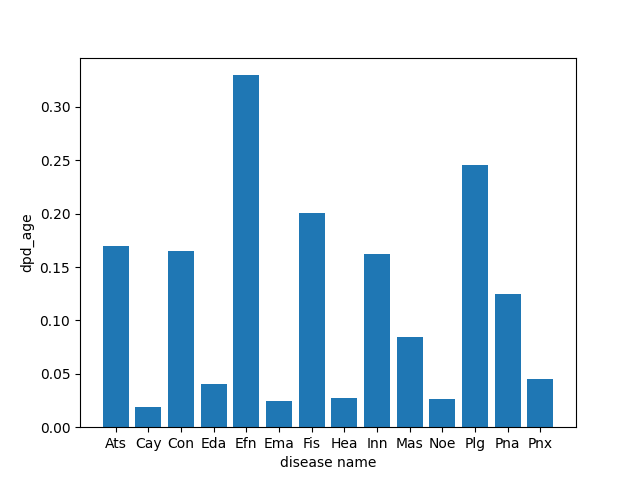 dpd_age
0.30
0.25
0.20
0.15
0.10
0.05
0.00
Ats Cay Con Eda Efn Ema Fis Hea Inn Mas Noe Plg Pna Pnx
disease name